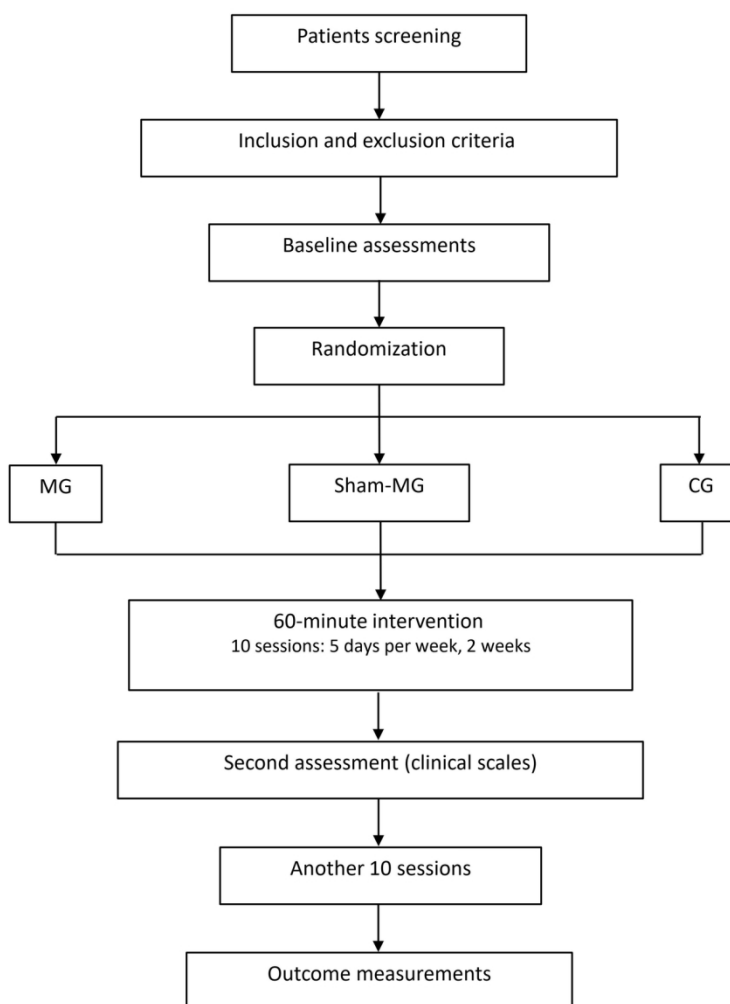 Patients screening
Inclusion and exclusion criteria
Baseline assessments
Randomization
MG
Sham-MG
CG
60-minute intervention
10 sessions: 5 days per week, 2 weeks
Second assessment (clinical scales)
Another 10 sessions
Outcome measurements